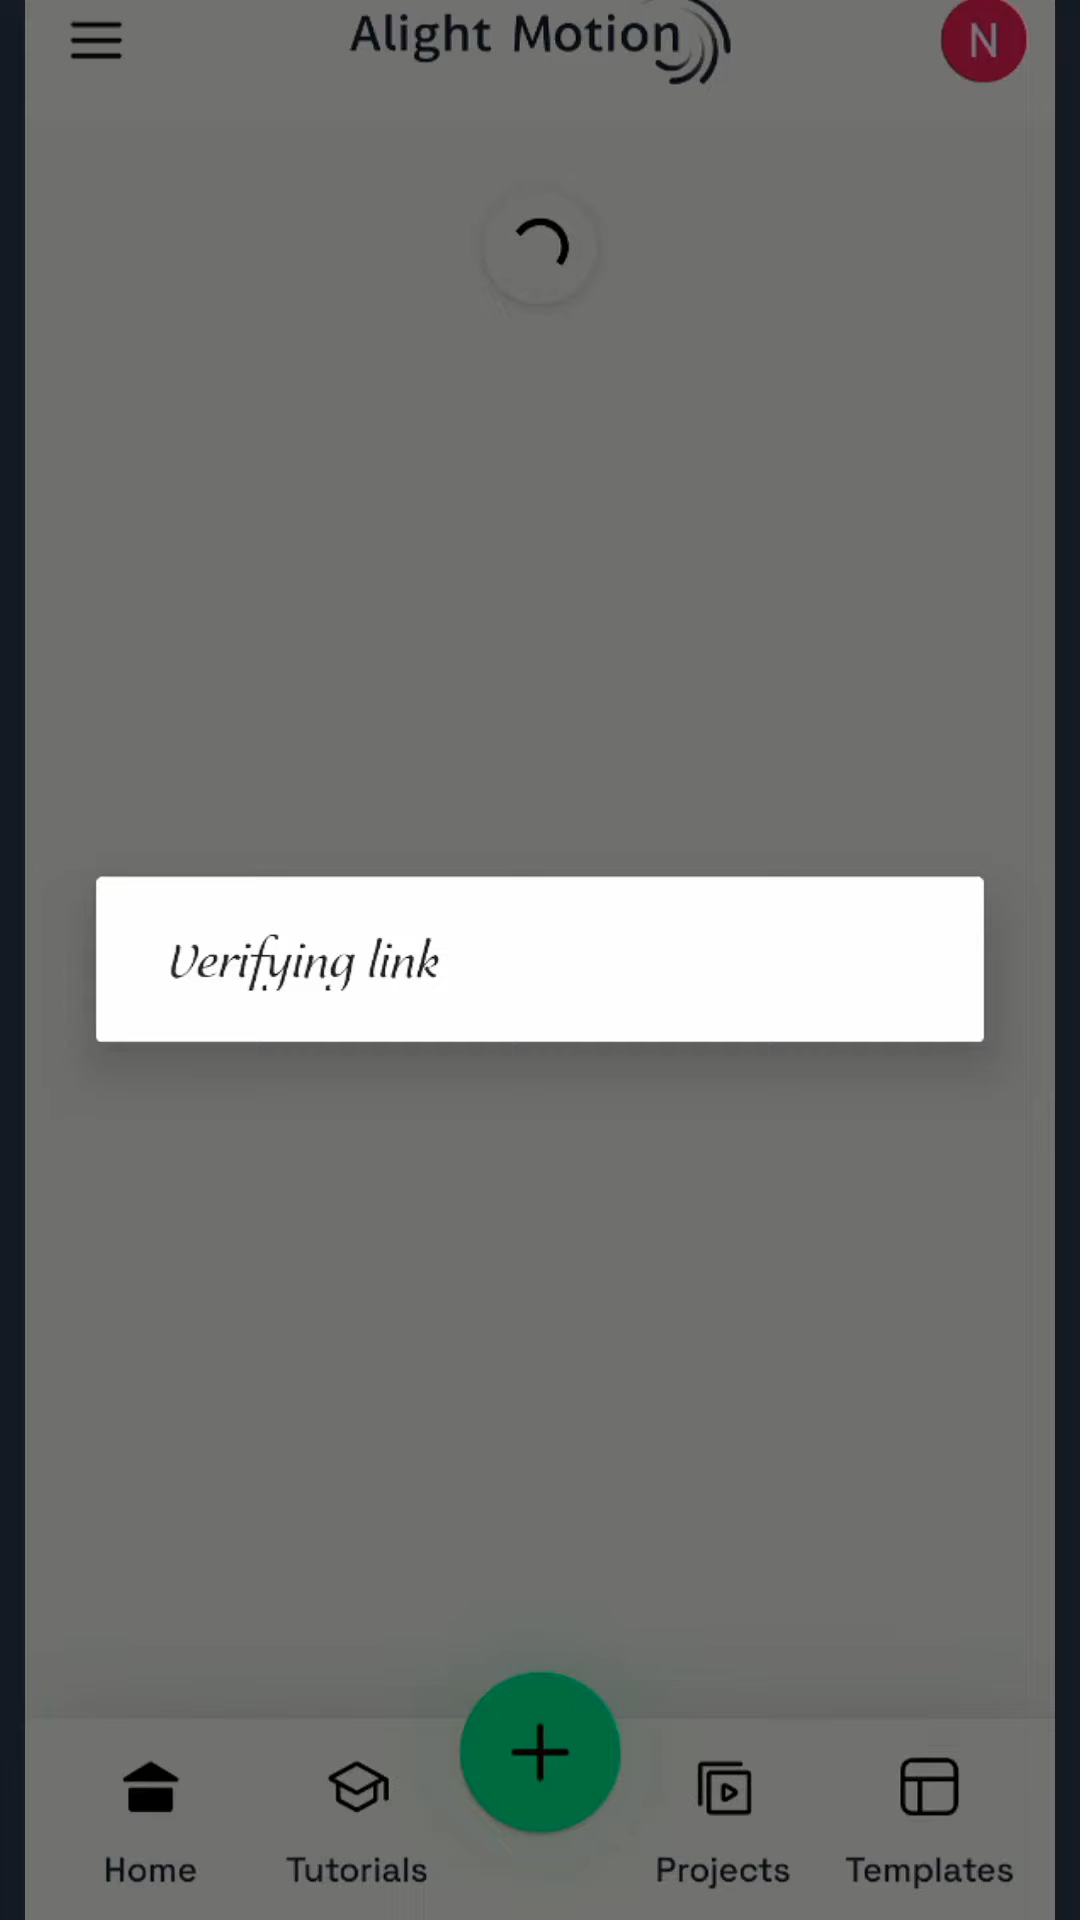 Alight Motion
N
Verifying link
Home
Tutorials
Projects
Templates